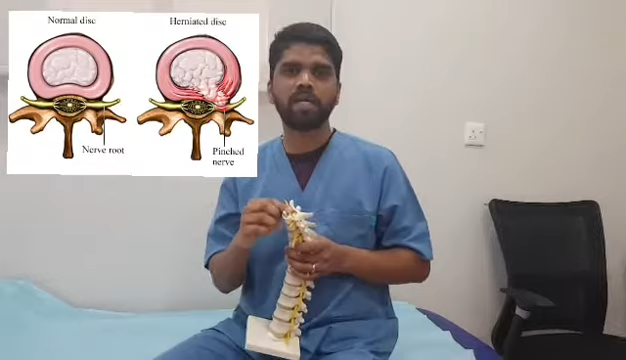 Normal disc
Herniated disc
Nerve root
Pinched
nerve